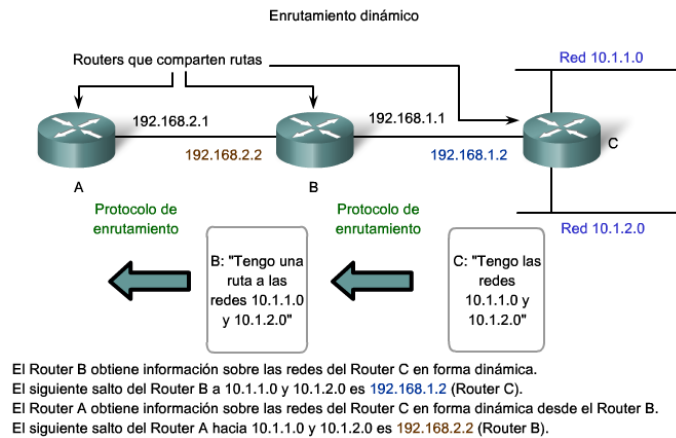 Enrutamiento dinámico
Routers que comparten rutas
Red 10.1.1.0
192.168.2.1
192.168.1.1
192.168.2.2
192.168.1.2
C
A
B
Protocolo de
enrutamiento
Protocolo de
enrutamiento
Red 10.1.2.0
B: "Tengo una
ruta a las
redes 10.1.1.0
y 10.1.2.0"
C: "Tengo las
redes
10.1.1.0 y
10.1.2.0"
El Router B obtiene información sobre las redes del Router C en forma dinámica.
El siguiente salto del Router B a 10.1.1.0 y 10.1.2.0 es 192.168.1.2 (Router C).
El Router A obtiene información sobre las redes del Router C en forma dinámica desde el Router B.
El siguiente salto del Router A hacia 10.1.1.0 y 10.1.2.0 es 192.168.2.2 (Router B).